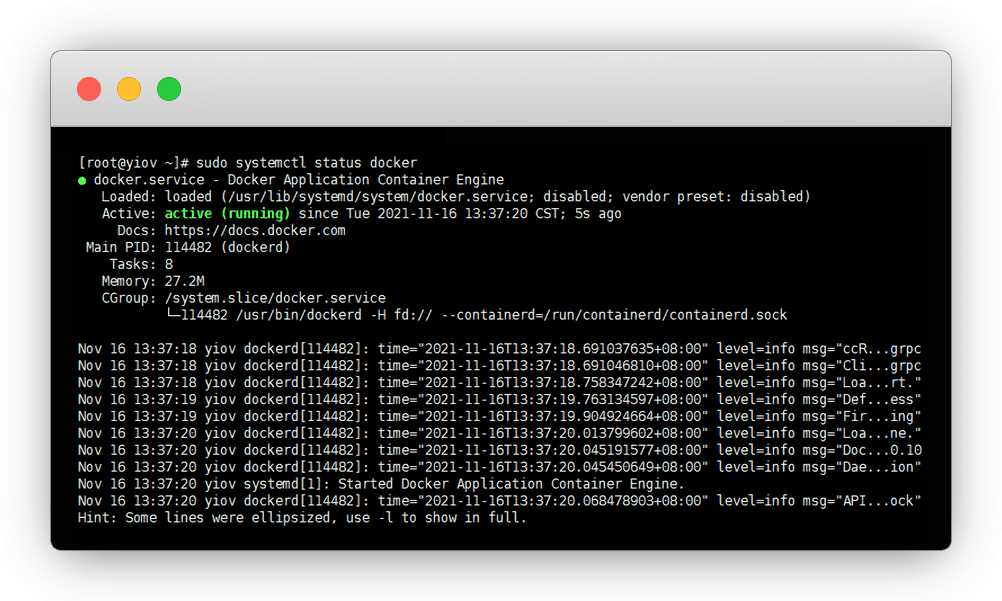 [root@yiov ~]# sudo systemctl status docker
● docker.service - Docker Application Container Engine
   Loaded: loaded (/usr/lib/systemd/system/docker.service; disabled; vendor preset: disabled)
   Active: active (running) since Tue 2021-11-16 13:37:20 CST; 5s ago
     Docs: https://docs.docker.com
 Main PID: 114482 (dockerd)
    Tasks: 8
   Memory: 27.2M
   CGroup: /system.slice/docker.service
           └─114482 /usr/bin/dockerd -H fd:// --containerd=/run/containerd/containerd.sock
Nov 16 13:37:18 yiov dockerd[114482]: time="2021-11-16T13:37:18.691037635+08:00" level=info msg="ccR...grpc
Nov 16 13:37:18 yiov dockerd[114482]: time="2021-11-16T13:37:18.691046810+08:00" level=info msg="Cli...grpc
Nov 16 13:37:18 yiov dockerd[114482]: time="2021-11-16T13:37:18.758347242+08:00" level=info msg="Loa...rt."
Nov 16 13:37:19 yiov dockerd[114482]: time="2021-11-16T13:37:19.763134597+08:00" level=info msg="Def...ess"
Nov 16 13:37:19 yiov dockerd[114482]: time="2021-11-16T13:37:19.904924664+08:00" level=info msg="Fir...ing"
Nov 16 13:37:20 yiov dockerd[114482]: time="2021-11-16T13:37:20.013799602+08:00" level=info msg="Loa...ne."
Nov 16 13:37:20 yiov dockerd[114482]: time="2021-11-16T13:37:20.045191577+08:00" level=info msg="Doc...0.10
Nov 16 13:37:20 yiov dockerd[114482]: time="2021-11-16T13:37:20.045450649+08:00" level=info msg="Dae...ion"
Nov 16 13:37:20 yiov systemd[1]: Started Docker Application Container Engine.
Nov 16 13:37:20 yiov dockerd[114482]: time="2021-11-16T13:37:20.068478903+08:00" level=info msg="API...ock"
Hint: Some lines were ellipsized, use -l to show in full.